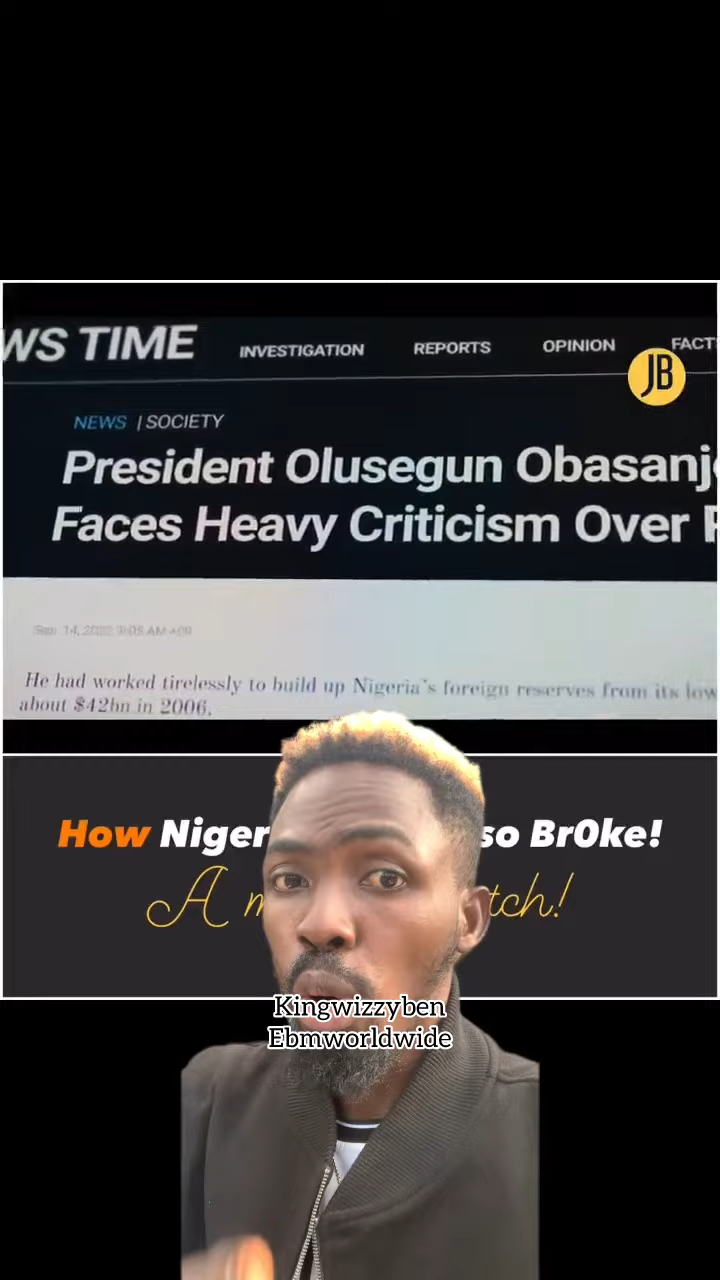 WS TIME
INVESTIGATION
REPORTS
OPINION
FACT
JB
NEWS | SOCIETY
President Olusegun Obasanj
Faces Heavy Criticism Over
He had worked tirelessly to build up Nigeria's foreign reserves from its low
about $42bn in 2006.
How Niger so Br0ke!
A m tch!
Kingwizzyben
Ebmworldwide